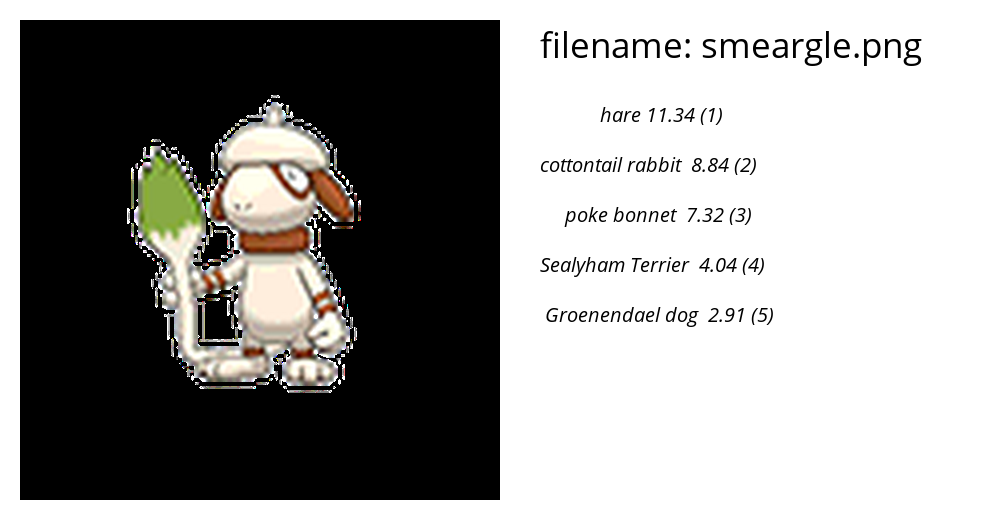 filename: smeargle.png
hare 11.34 (1)
cottontail rabbit 8.84 (2)
poke bonnet 7.32 (3)
Sealyham Terrier 4.04 (4)
Groenendael dog 2.91 (5)